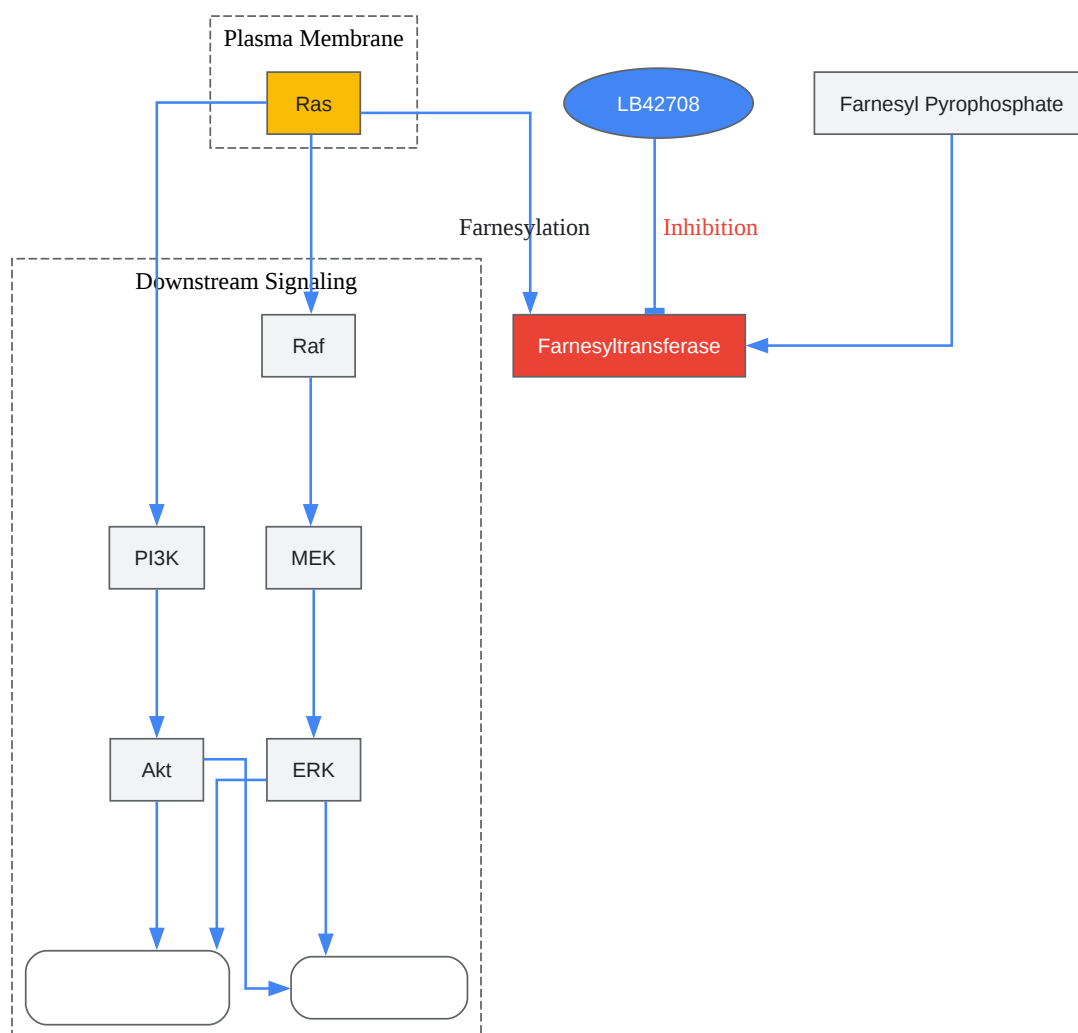 Plasma Membrane
Ras
LB42708
Farnesyl Pyrophosphate
Farnesylation
Inhibition
Downstream Signaling
Raf
Farnesyltransferase
PI3K
MEK
Akt
ERK